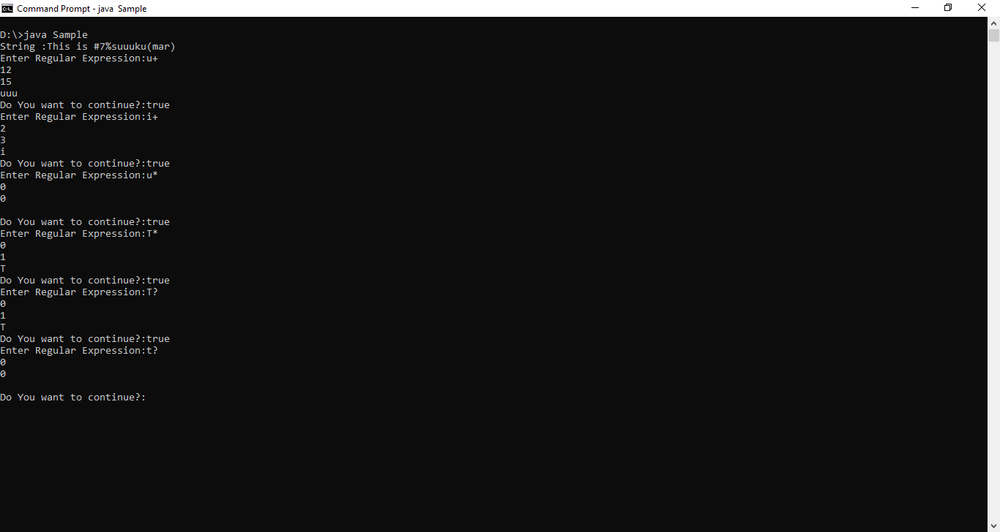 Command Prompt - java  Sample
D:\>java Sample
String :This is #7%suuuku(mar)
Enter Regular Expression:u+
12
15
uuu
Do You want to continue?:true
Enter Regular Expression:i+
2
3
i
Do You want to continue?:true
Enter Regular Expression:u*
0
0

Do You want to continue?:true
Enter Regular Expression:T*
0
1
T
Do You want to continue?:true
Enter Regular Expression:T?
0
1
T
Do You want to continue?:true
Enter Regular Expression:t?
0
0

Do You want to continue?: